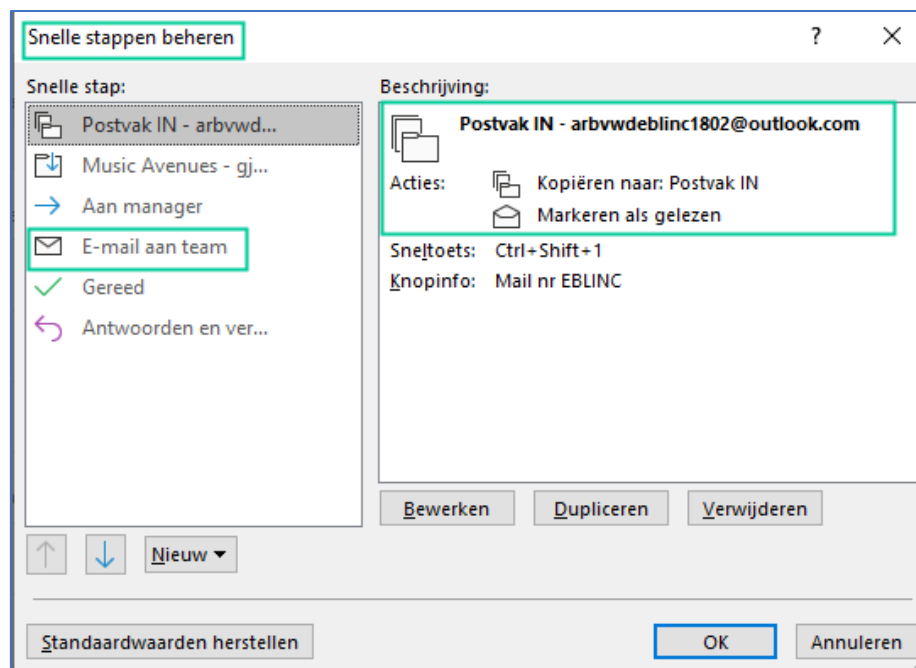 Snelle stappen beheren
?
Snelle stap:
Postvak IN - arbvwd...
Music Avenues - gj...
Aan manager
E-mail aan team
Gereed
Antwoorden en ver...
Beschrijving:
Postvak IN - arbvwdeblinc1802@outlook.com
Acties: Kopiëren naar: Postvak IN
Markeren als gelezen
Sneltoets: Ctrl+Shift+1
Knopinfo: Mail nr EBLINC
Bewerken Dupliceren Verwijderen
Nieuw
Standaardwaarden herstellen OK Annuleren